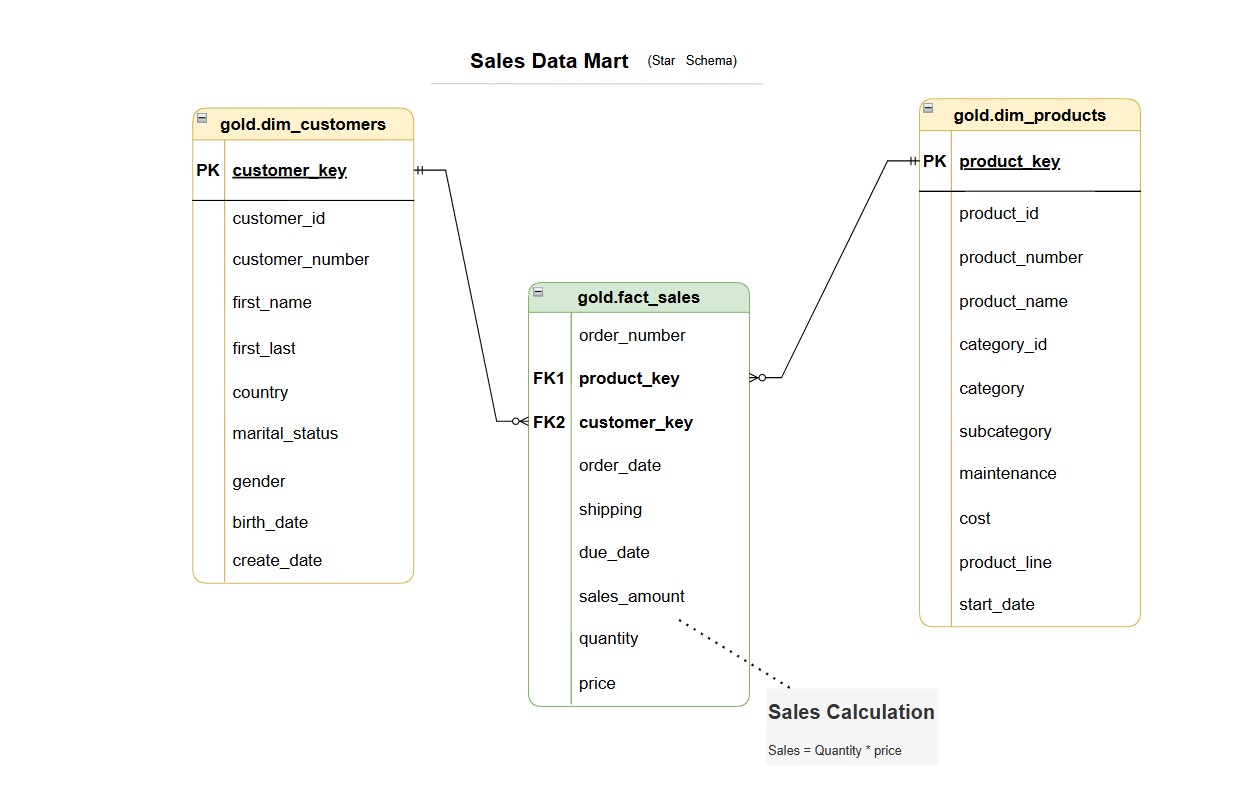 Sales Data Mart (Star Schema)
gold.dim_customers
PK customer_key
customer_id
customer_number
first_name
first_last
country
marital_status
gender
birth_date
create_date
gold.fact_sales
order_number
FK1 product_key
FK2 customer_key
order_date
shipping
due_date
sales_amount
quantity
price
gold.dim_products
PK product_key
product_id
product_number
product_name
category_id
category
subcategory
maintenance
cost
product_line
start_date
Sales Calculation
Sales = Quantity * price